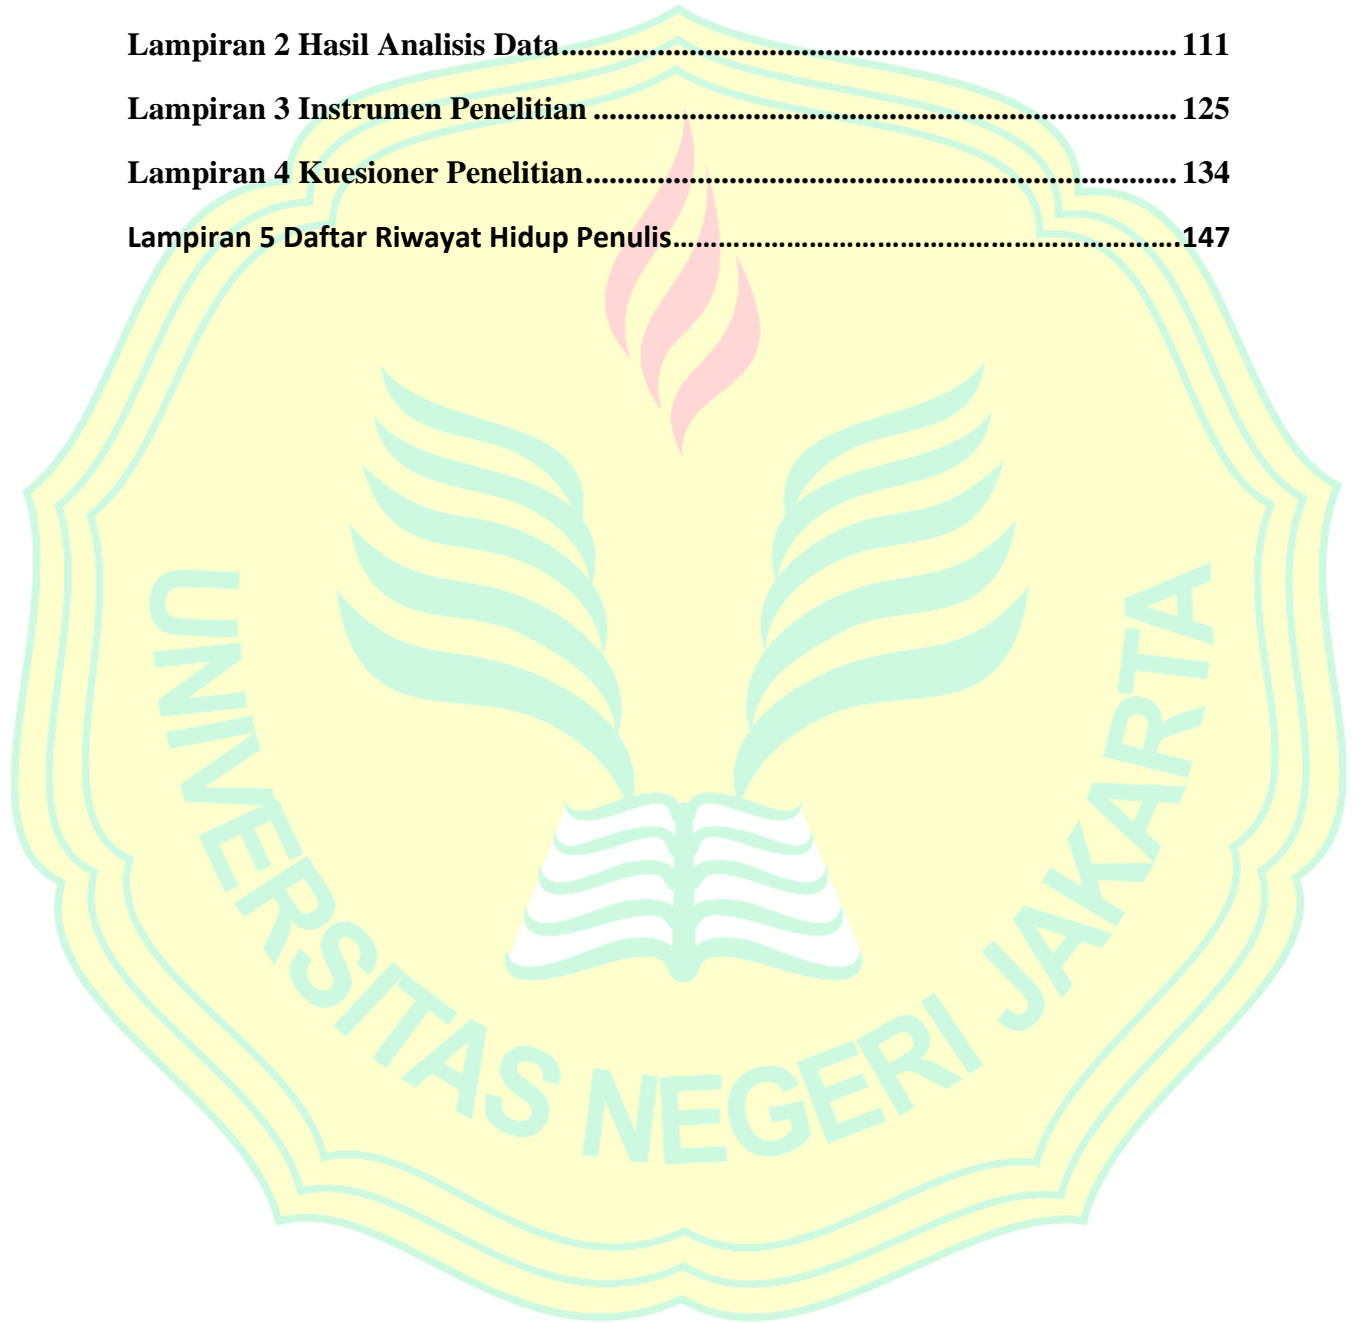 Lampiran 2 Hasil Analisis Data.......................................................................... 111
Lampiran 3 Instrumen Penelitian ...................................................................... 125
Lampiran 4 Kuesioner Penelitian....................................................................... 134
Lampiran 5 Daftar Riwayat Hidup Penulis……………………………………………………………147
UNIVERSITAS NEGERI JAKARTA